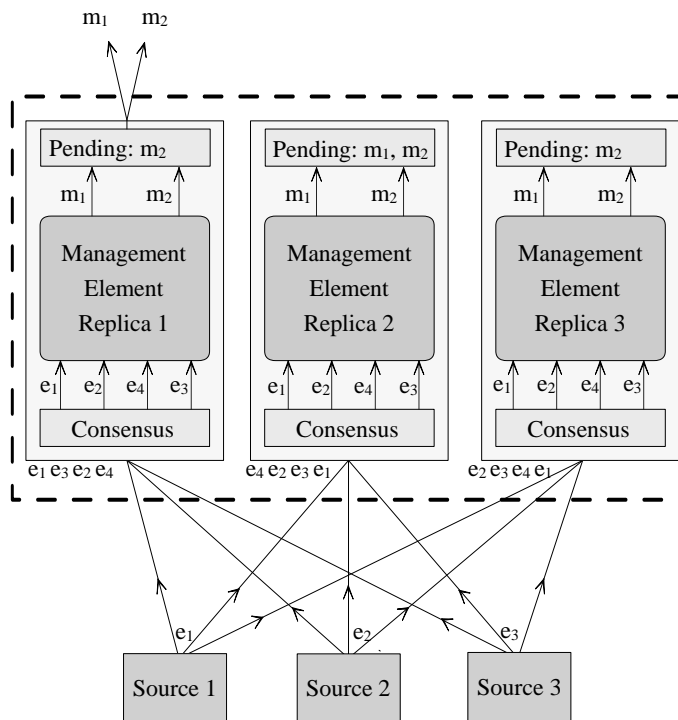 m1 m2
Pending: m2
Pending: m1, m2
Pending: m2
m1 m2
m1 m2
m1 m2
Management
Element
Replica 1
Management
Element
Replica 2
Management
Element
Replica 3
e1 e2 e4 e3
e1 e2 e4 e3
e1 e2 e4 e3
Consensus
Consensus
Consensus
e1 e3 e2 e4
e4 e2 e3 e1
e2 e3 e4 e1
e1
e2
e3
Source 1
Source 2
Source 3